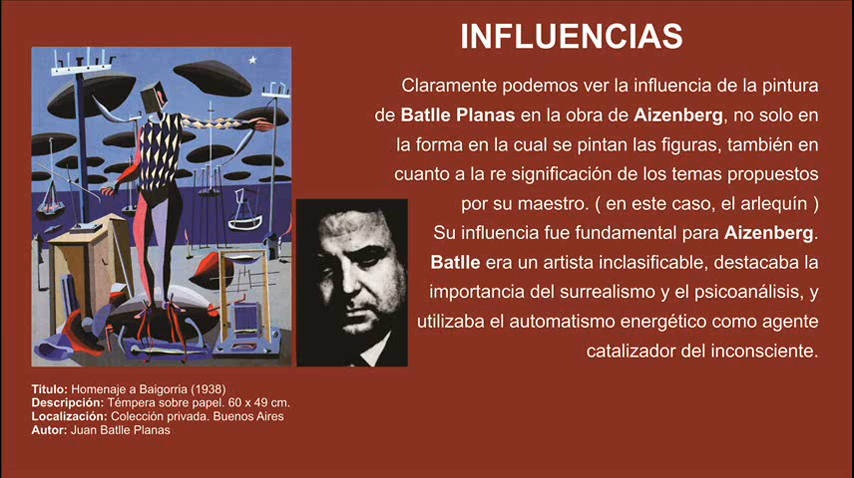 INFLUENCIAS
Claramente podemos ver la influencia de la pintura
de Batlle Planas en la obra de Aizenberg, no solo en
la forma en la cual se pintan las figuras, también en
cuanto a la re significación de los temas propuestos
por su maestro. ( en este caso, el arlequín )
Su influencia fue fundamental para Aizenberg.
Batlle era un artista inclasificable, destacaba la
importancia del surrealismo y el psicoanálisis, y
utilizaba el automatismo energético como agente
catalizador del inconsciente.
Titulo: Homenaje a Baigorria (1938)
Descripción: Témpera sobre papel. 60 x 49 cm.
Localización: Colección privada. Buenos Aires
Autor: Juan Batlle Planas